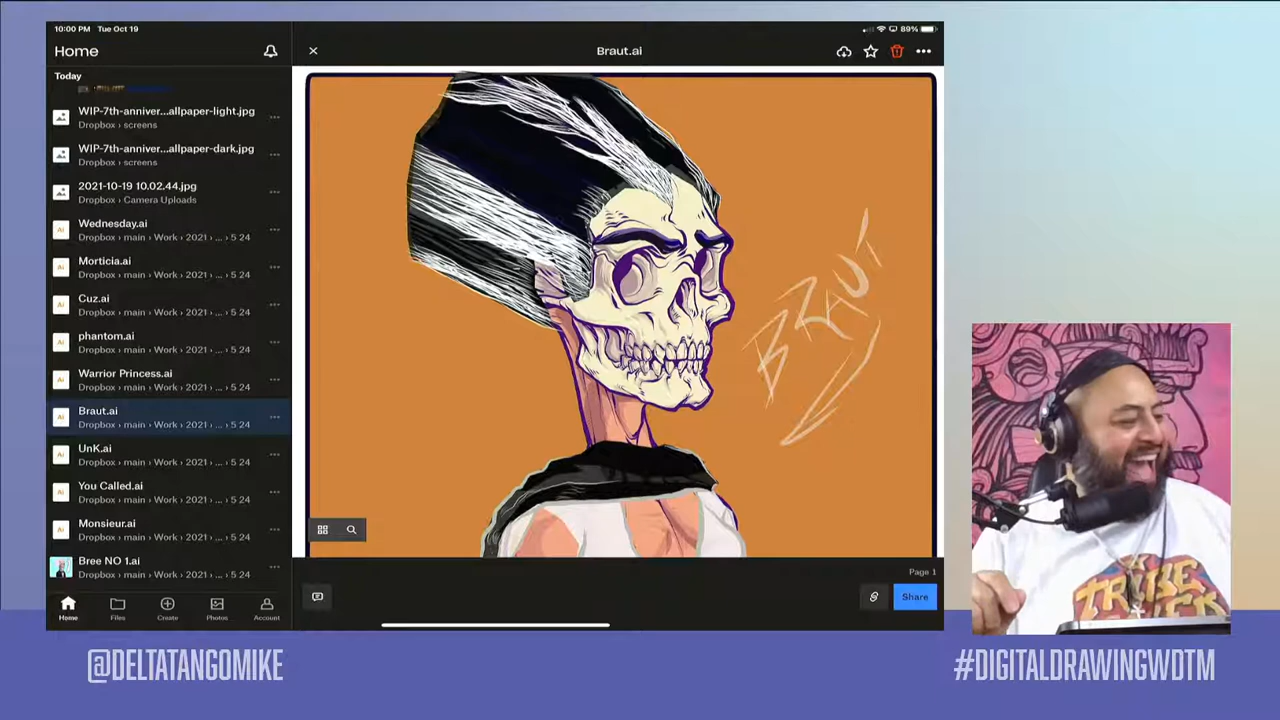 10:00 PM Tue Oct 19
89%
Home
Braut.ai
Today
WIP-7th-anniver...allpaper-light.jpg
Dropbox › screens
WIP-7th-anniver...allpaper-dark.jpg
Dropbox › screens
2021-10-19 10.02.44.jpg
Dropbox › Camera Uploads
Wednesday.ai
Dropbox › main › Work › 2021 › ... › 5 24
Morticia.ai
Dropbox › main › Work › 2021 › ... › 5 24
Cuz.ai
Dropbox › main › Work › 2021 › ... › 5 24
phantom.ai
Dropbox › main › Work › 2021 › ... › 5 24
Warrior Princess.ai
Dropbox › main › Work › 2021 › ... › 5 24
Braut.ai
Dropbox › main › Work › 2021 › ... › 5 24
UnK.ai
Dropbox › main › Work › 2021 › ... › 5 24
You Called.ai
Dropbox › main › Work › 2021 › ... › 5 24
Monsieur.ai
Dropbox › main › Work › 2021 › ... › 5 24
Bree NO 1.ai
Dropbox › main › Work › 2021 › ... › 5 24
Home Files Create Photos Account
BRAUT
Page 1
Share
TRIBE
@DELTATANGOMIKE
#DIGITALDRAWINGWDTM